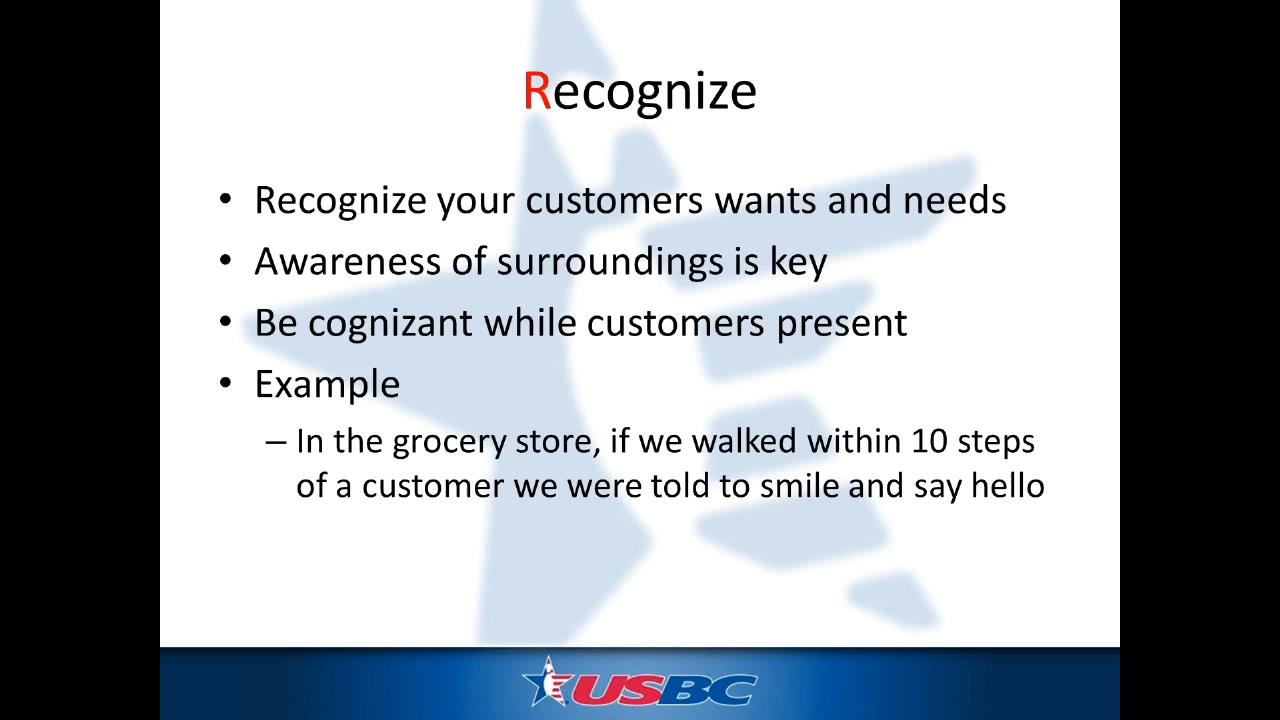 Recognize
• Recognize your customers wants and needs
• Awareness of surroundings is key
• Be cognizant while customers present
• Example
– In the grocery store, if we walked within 10 steps
of a customer we were told to smile and say hello
USBC